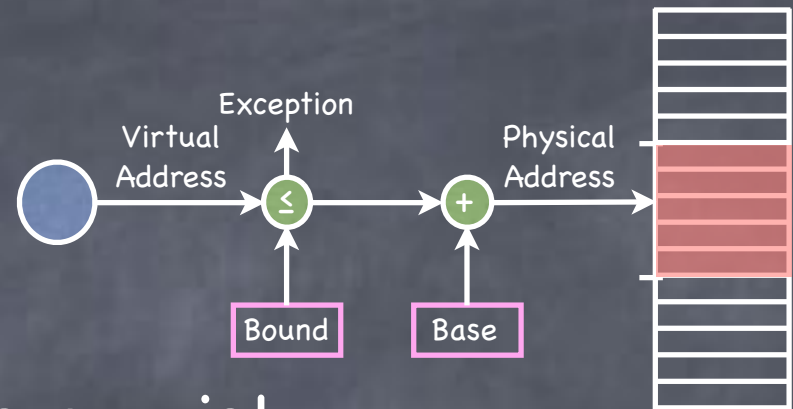 Exception
Virtual
Address
Physical
Address
≤
+
Bound
Base